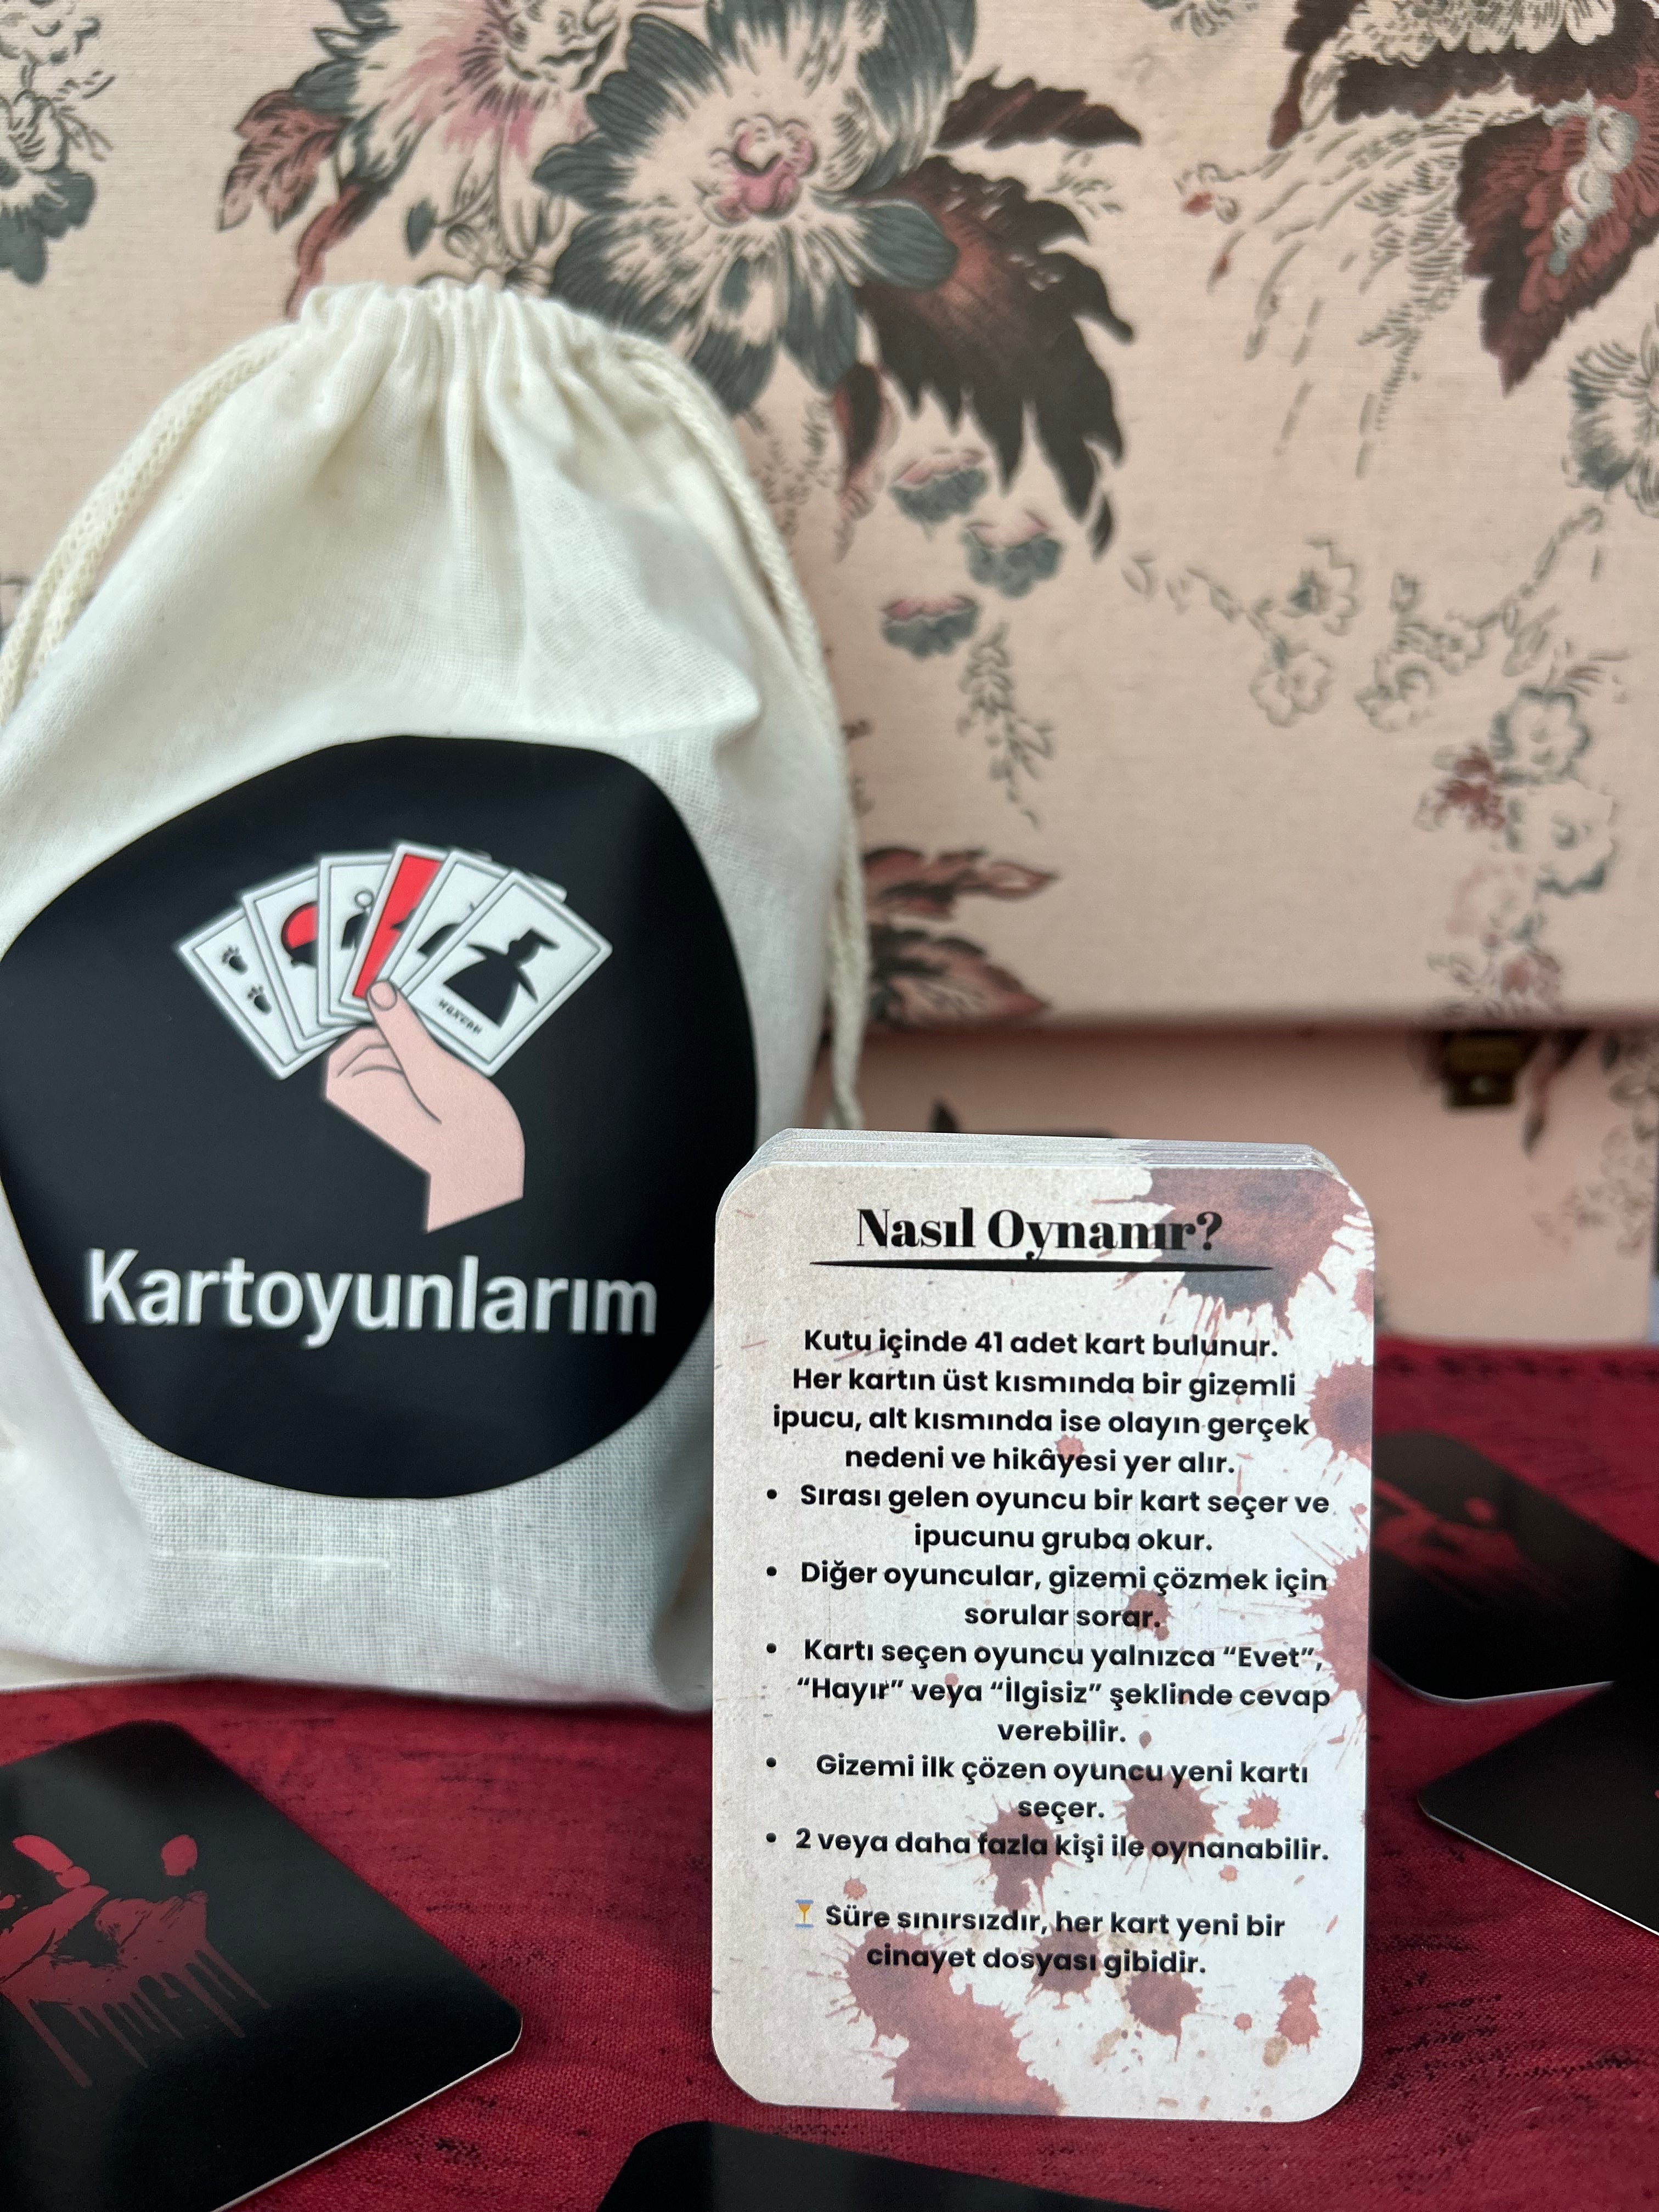 Kartoyunlarım
Nasıl Oynanır?
Kutu içinde 41 adet kart bulunur.
Her kartın üst kısmında bir gizemli
ipucu, alt kısmında ise olayın gerçek
nedeni ve hikâyesi yer alır.
• Sırası gelen oyuncu bir kart seçer ve
ipucunu gruba okur.
• Diğer oyuncular, gizemi çözmek için
sorular sorar.
• Kartı seçen oyuncu yalnızca “Evet”,
“Hayır” veya “İlgisiz” şeklinde cevap
verebilir.
• Gizemi ilk çözen oyuncu yeni kartı
seçer.
• 2 veya daha fazla kişi ile oynanabilir.
⏳ Süre sınırsızdır, her kart yeni bir
cinayet dosyası gibidir.